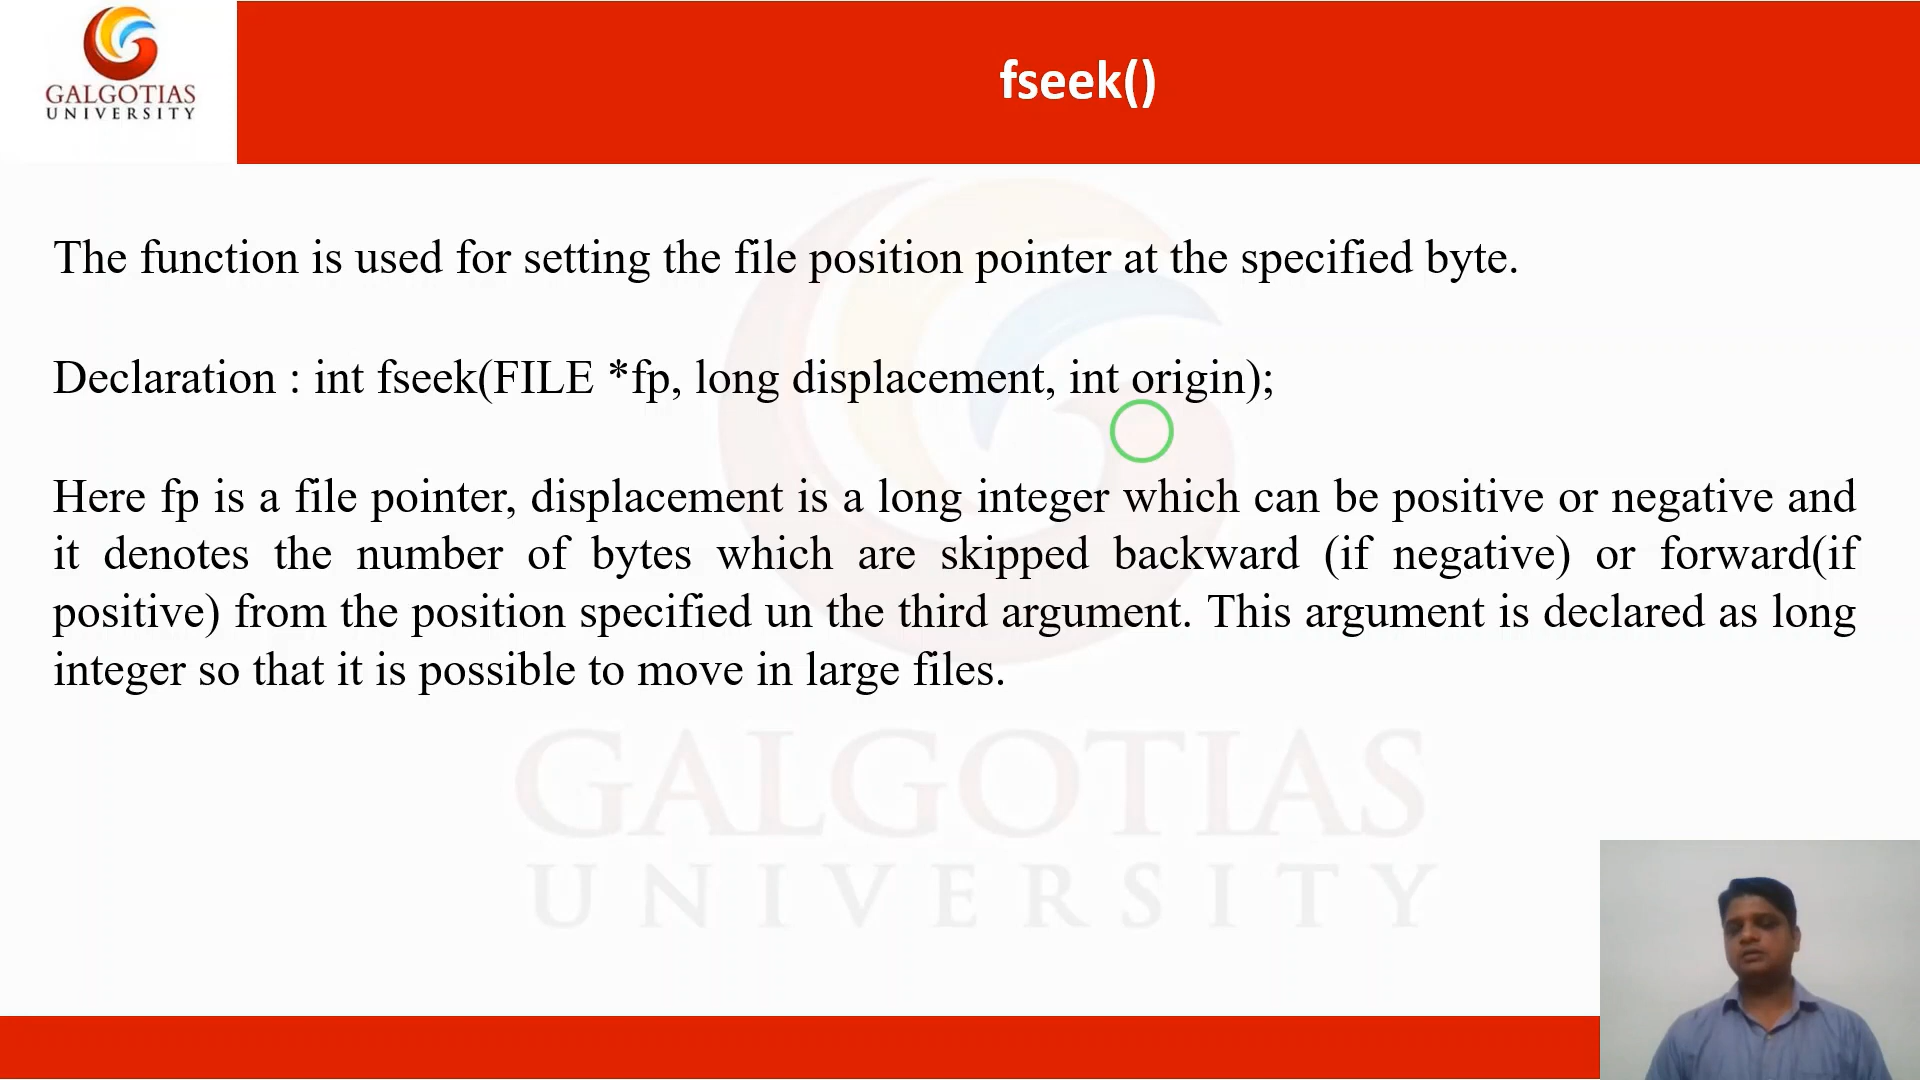 GALGOTIAS
UNIVERSITY
fseek()
The function is used for setting the file position pointer at the specified byte.
Declaration : int fseek(FILE *fp, long displacement, int origin);
Here fp is a file pointer, displacement is a long integer which can be positive or negative and
it denotes the number of bytes which are skipped backward (if negative) or forward(if
positive) from the position specified un the third argument. This argument is declared as long
integer so that it is possible to move in large files.
GALGOTIAS
UNIVERSITY